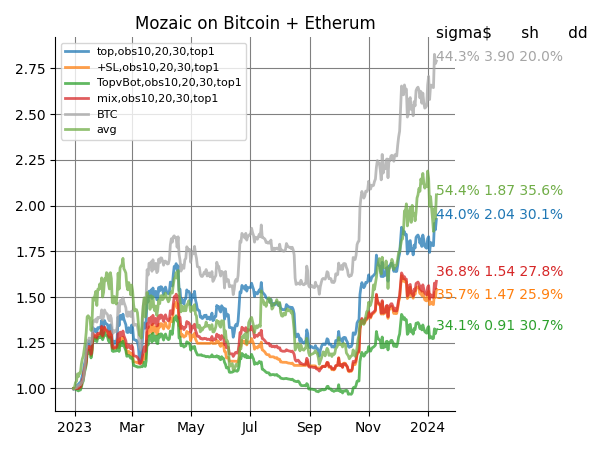 Mozaic on Bitcoin + Etherum
sigma$ sh dd
top,obs10,20,30,top1
+SL,obs10,20,30,top1
TopvBot,obs10,20,30,top1
mix,obs10,20,30,top1
BTC
avg
44.3% 3.90 20.0%
54.4% 1.87 35.6%
44.0% 2.04 30.1%
36.8% 1.54 27.8%
35.7% 1.47 25.9%
34.1% 0.91 30.7%
2.75
2.50
2.25
2.00
1.75
1.50
1.25
1.00
2023 Mar May Jul Sep Nov 2024